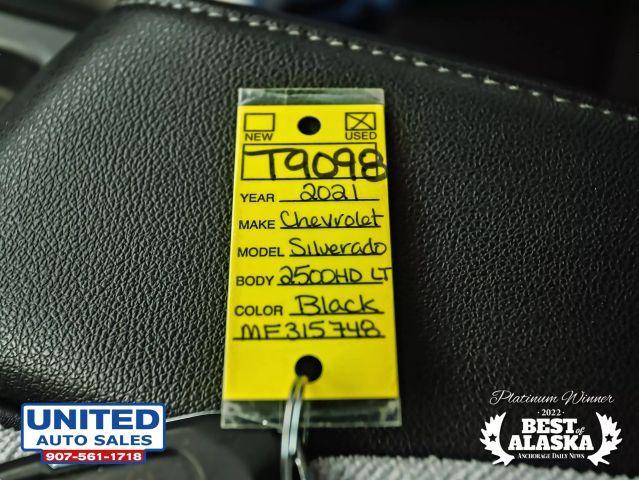 NEW USED
T9098
YEAR 2021
MAKE Chevrolet
MODEL Silverado
BODY 2500HD LT
COLOR Black
MF315748
UNITED
AUTO SALES
907-561-1718
Platinum Winner
· 2022 ·
BEST of
ALASKA
ANCHORAGE DAILY NEWS